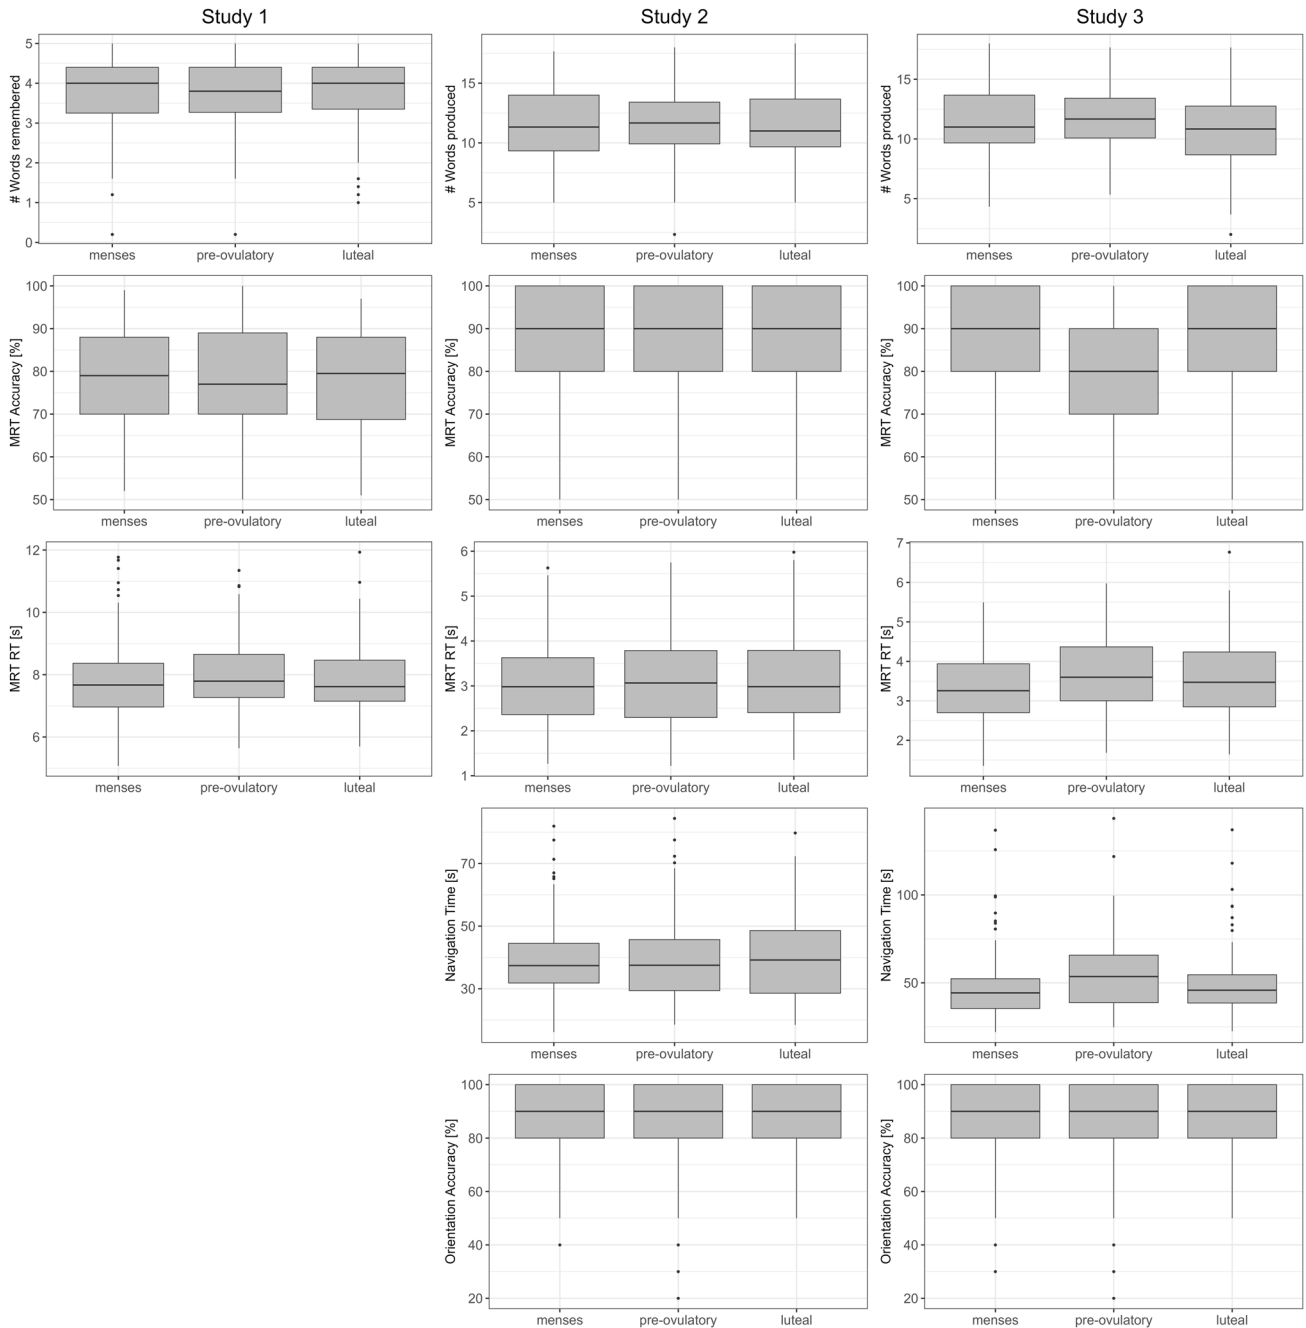 Study 1
Study 2
Study 3
# Words remembered
5
4
3
2
1
0
menses pre-ovulatory luteal
# Words produced
15
10
5
menses pre-ovulatory luteal
# Words produced
15
10
5
menses pre-ovulatory luteal
MRT Accuracy [%]
100
90
80
70
60
50
menses pre-ovulatory luteal
MRT Accuracy [%]
100
90
80
70
60
50
menses pre-ovulatory luteal
MRT Accuracy [%]
100
90
80
70
60
50
menses pre-ovulatory luteal
MRT RT [s]
12
10
8
6
menses pre-ovulatory luteal
MRT RT [s]
6
5
4
3
2
1
menses pre-ovulatory luteal
MRT RT [s]
7
6
5
4
3
2
menses pre-ovulatory luteal
Navigation Time [s]
70
50
30
menses pre-ovulatory luteal
Navigation Time [s]
100
50
menses pre-ovulatory luteal
Orientation Accuracy [%]
100
80
60
40
20
menses pre-ovulatory luteal
Orientation Accuracy [%]
100
80
60
40
20
menses pre-ovulatory luteal